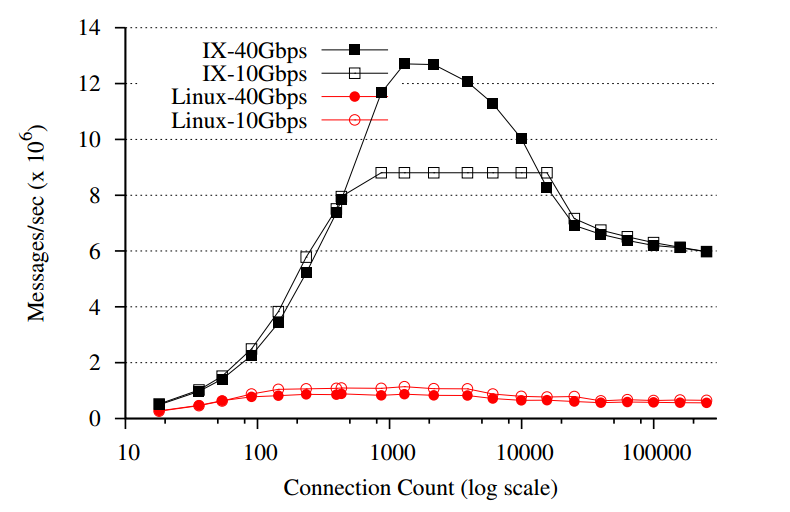 14
12
10
8
6
4
2
0
Messages/sec (x 10⁶)
IX-40Gbps
IX-10Gbps
Linux-40Gbps
Linux-10Gbps
10 100 1000 10000 100000
Connection Count (log scale)